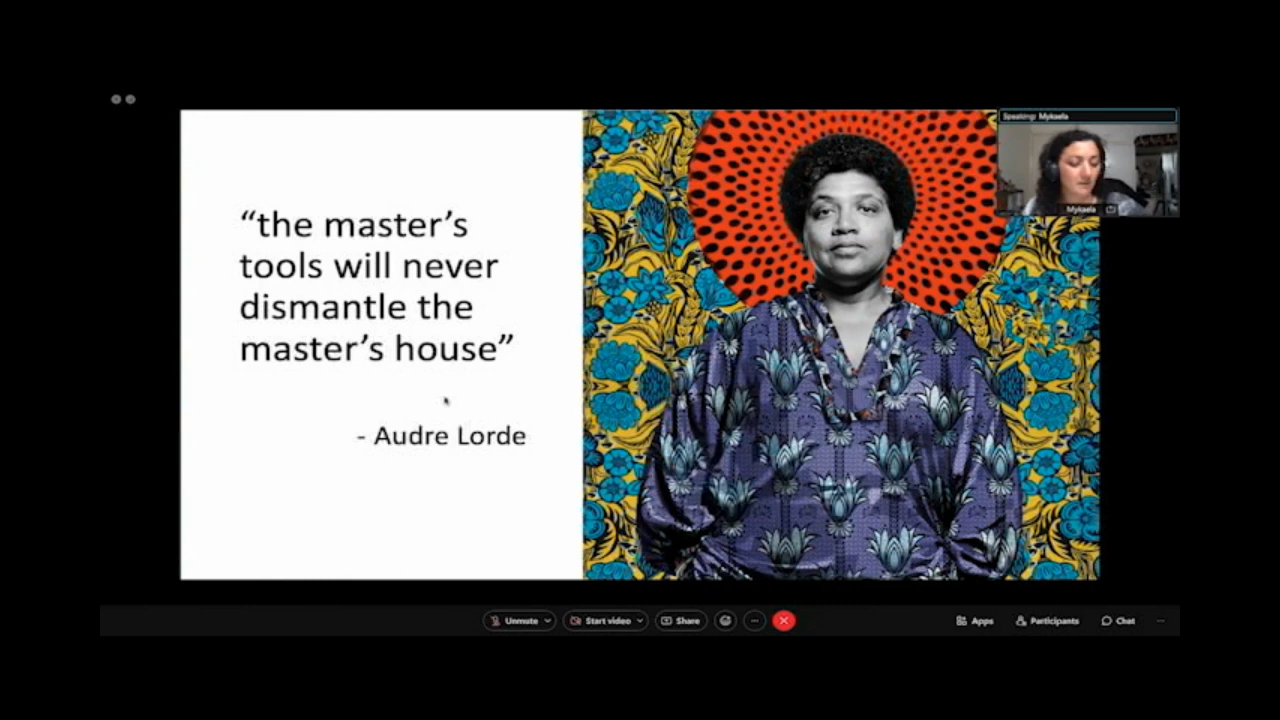 Speaking: Mykaela
Mykaela
“the master’s
tools will never
dismantle the
master’s house”
- Audre Lorde
Unmute
Start video
Share
Apps
Participants
Chat